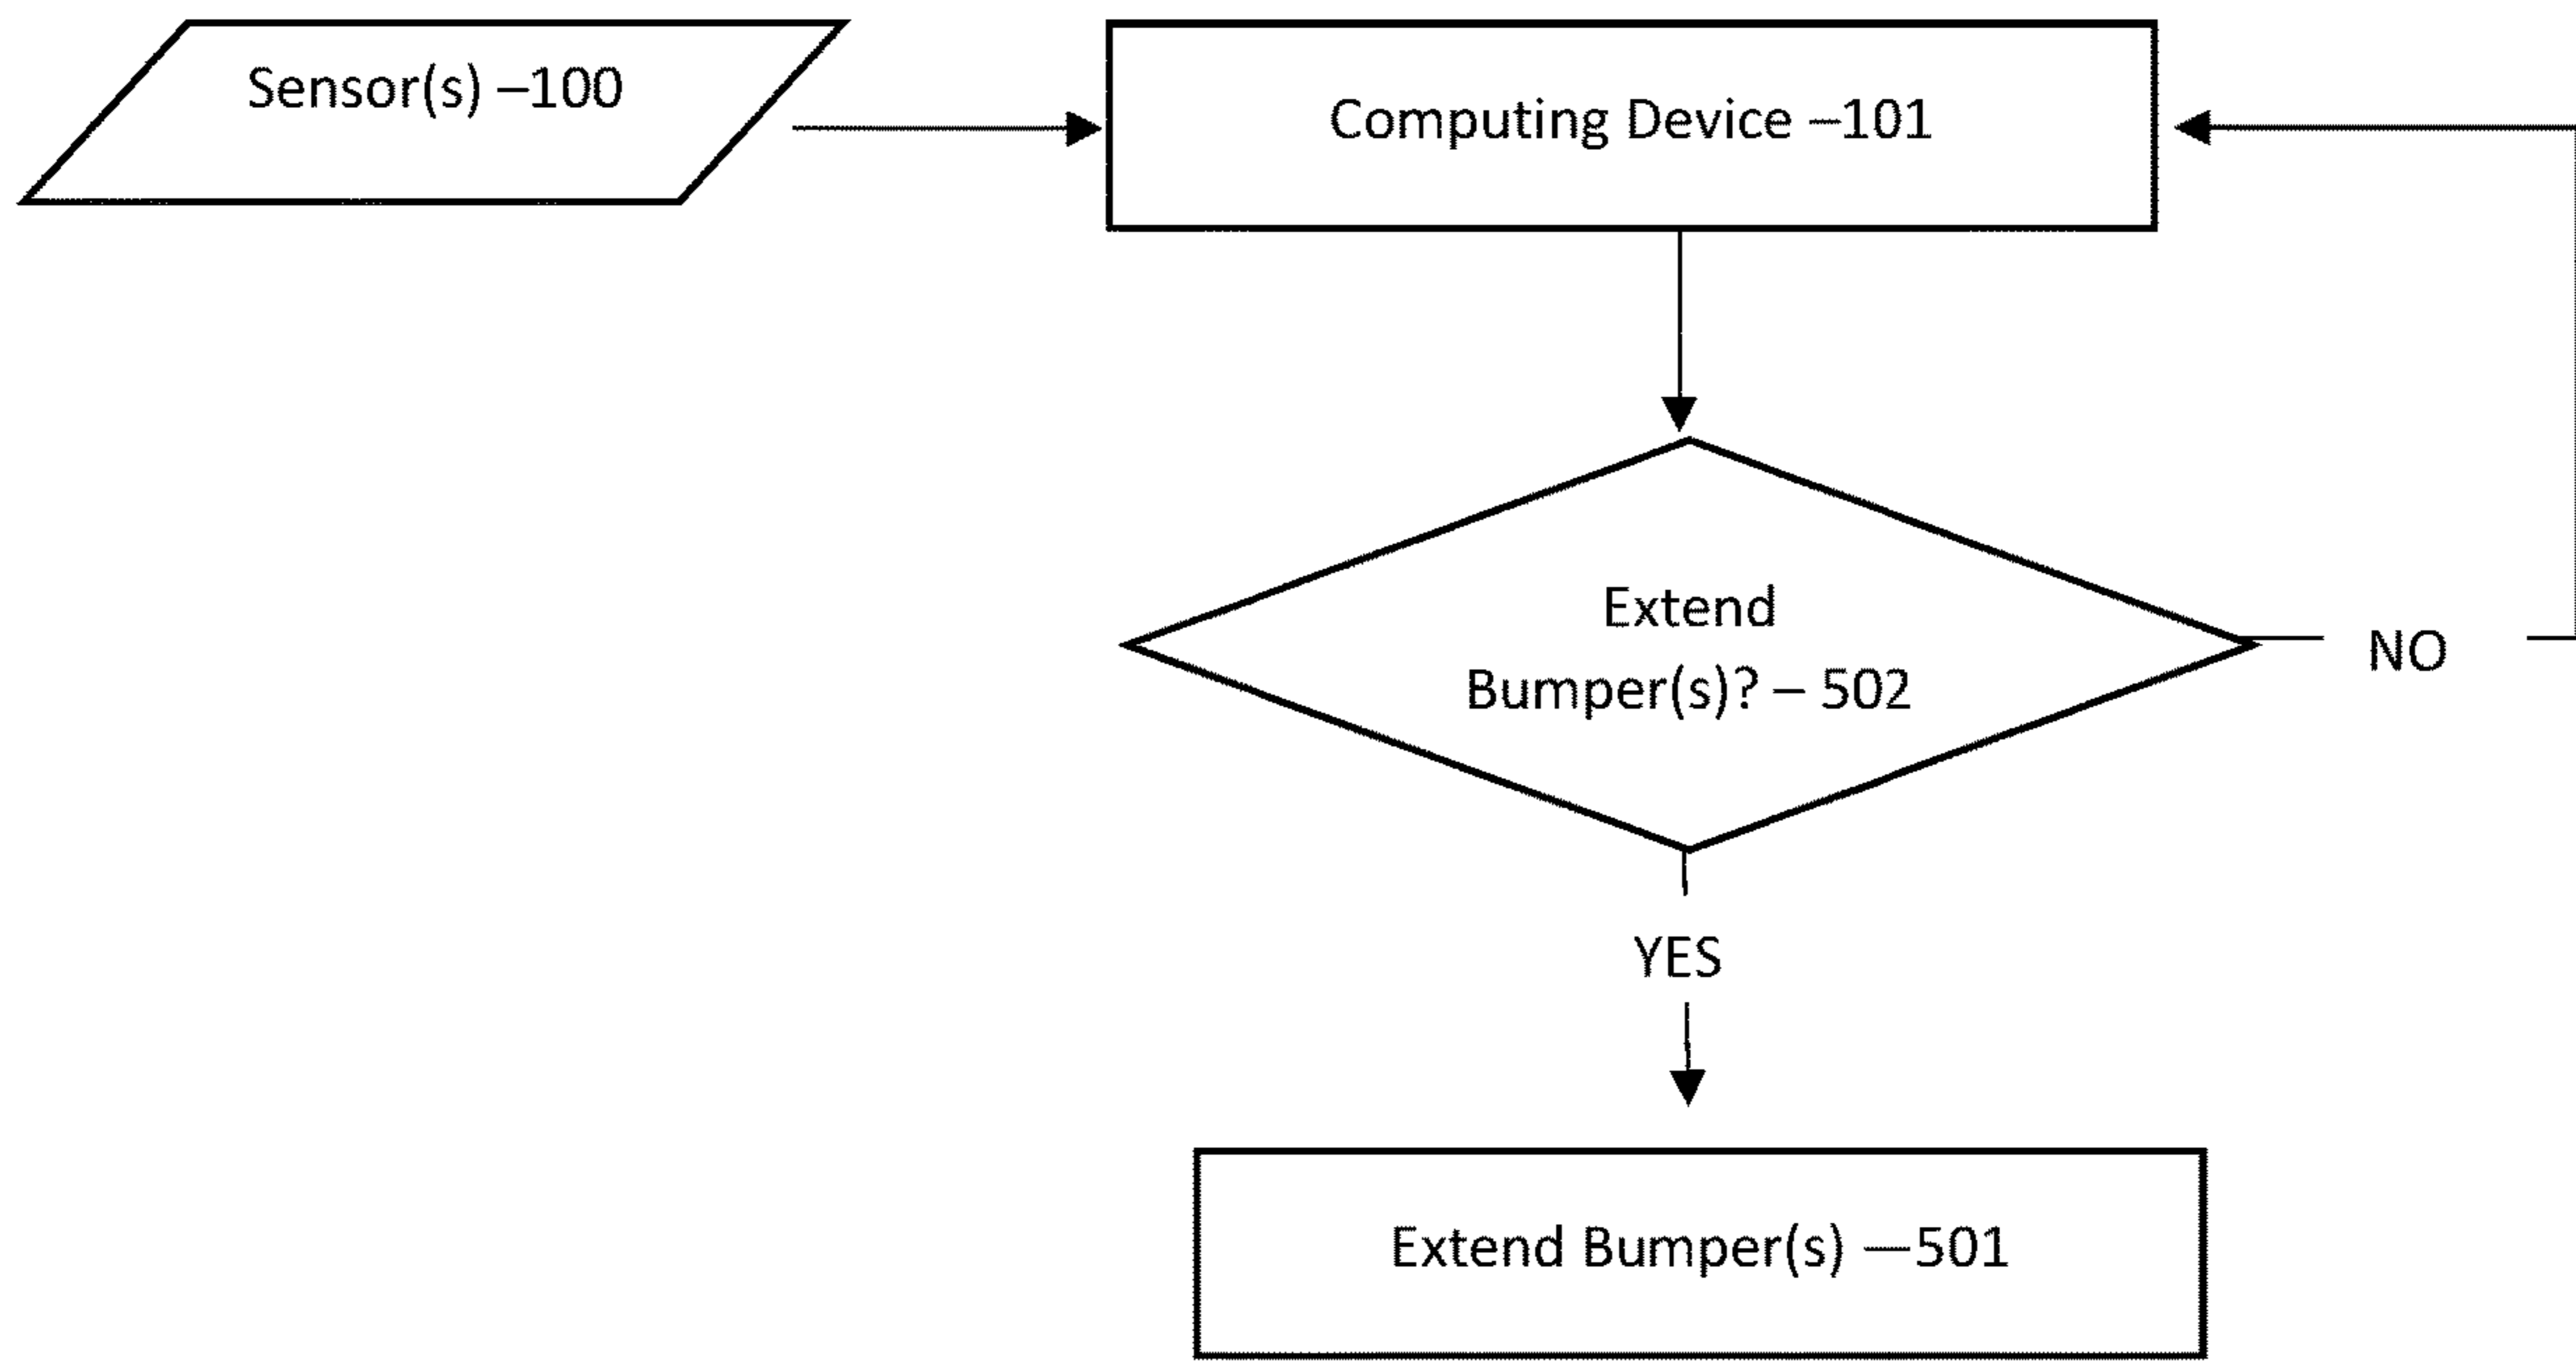 Sensor(s) –100
Computing Device –101
Extend
Bumper(s)? – 502
NO
YES
Extend Bumper(s) —501